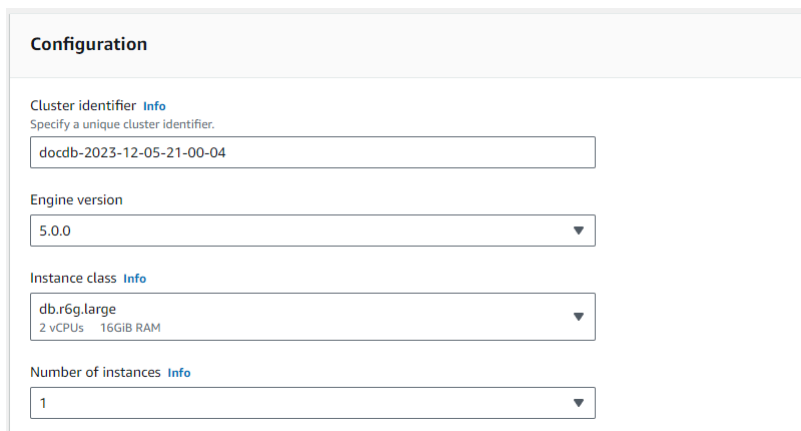 Configuration
Cluster identifier Info
Specify a unique cluster identifier.
docdb-2023-12-05-21-00-04
Engine version
5.0.0
Instance class Info
db.r6g.large
2 vCPUs 16GiB RAM
Number of instances Info
1